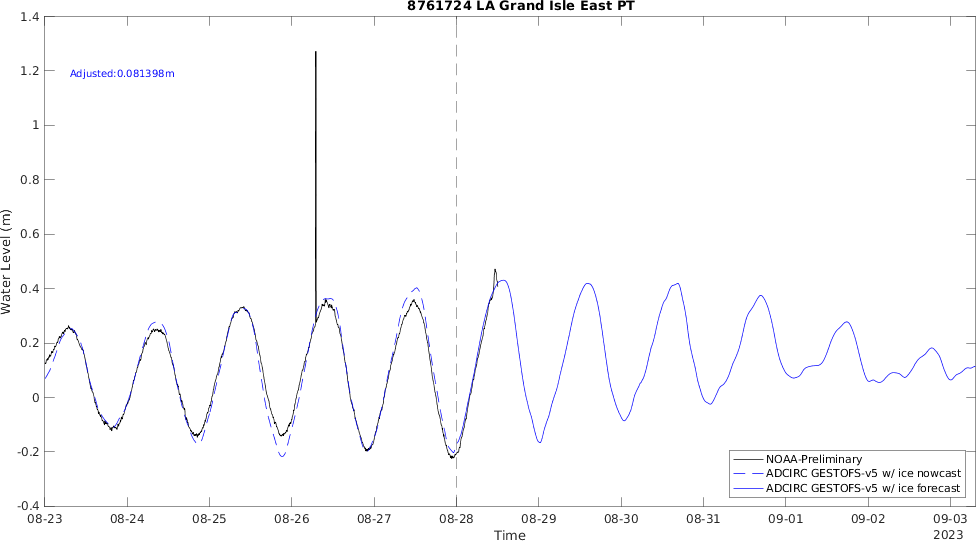 8761724 LA Grand Isle East PT
1.4
1.2
1
0.8
0.6
0.4
0.2
0
-0.2
-0.4
Water Level (m)
Adjusted:0.081398m
NOAA-Preliminary
ADCIRC GESTOFS-v5 w/ ice nowcast
ADCIRC GESTOFS-v5 w/ ice forecast
08-23 08-24 08-25 08-26 08-27 08-28 08-29 08-30 08-31 09-01 09-02 09-03
2023
Time